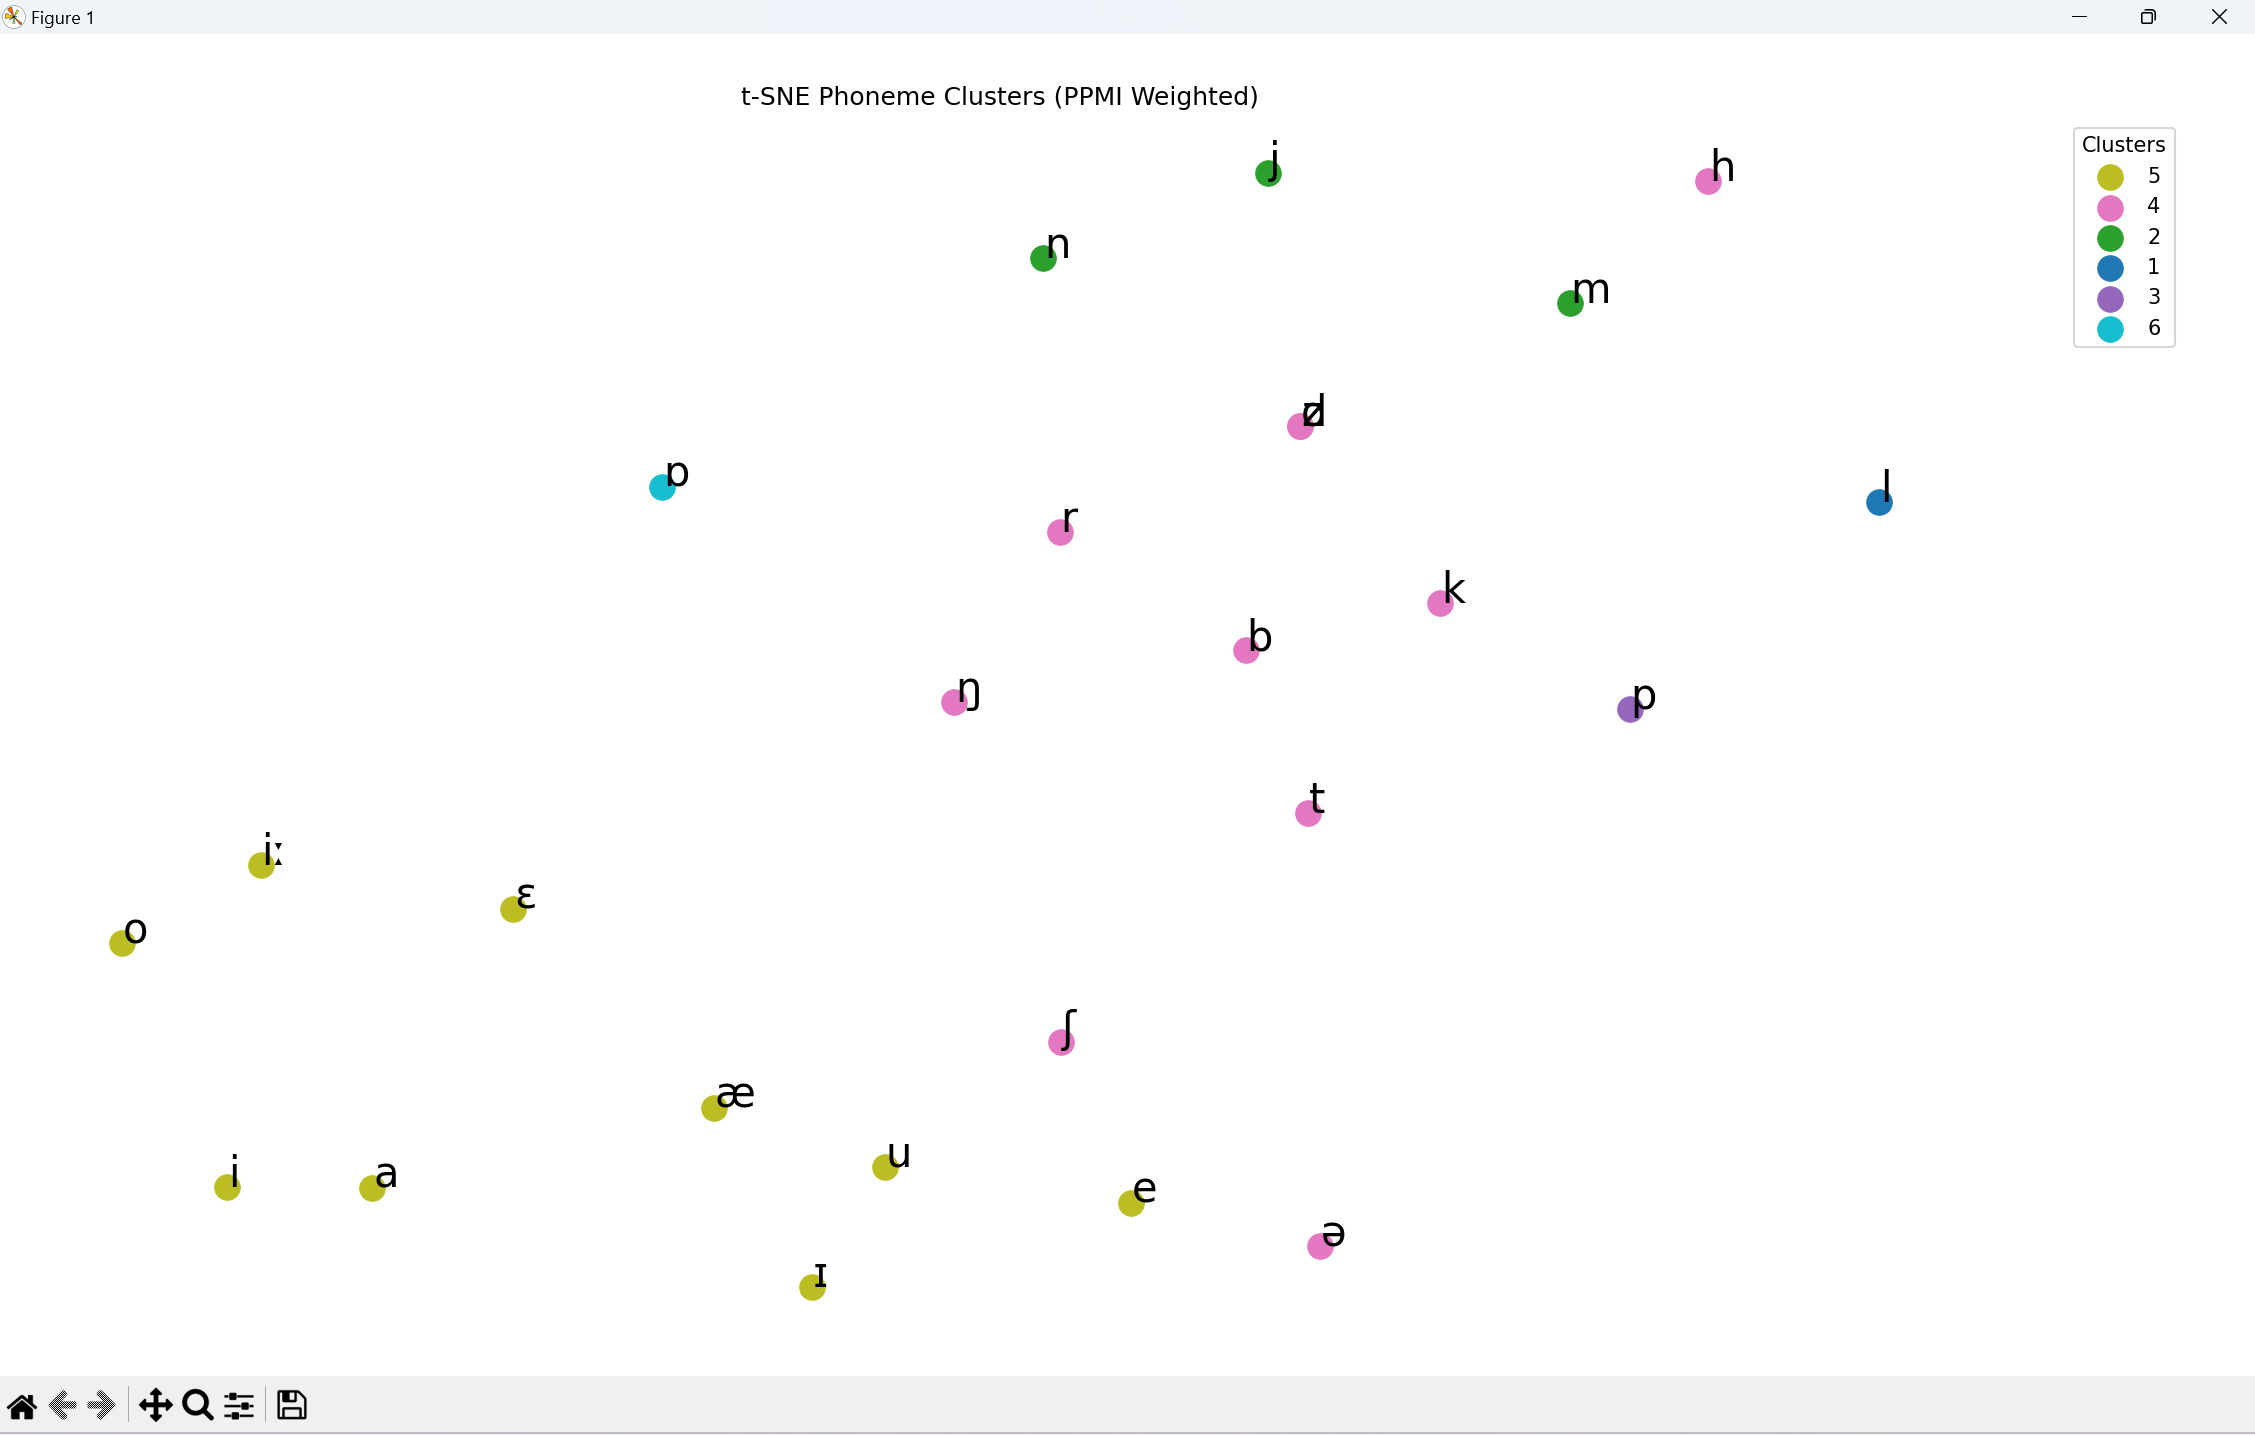 Figure 1
t-SNE Phoneme Clusters (PPMI Weighted)
j
h
Clusters
5
4
2
1
3
6
n
m
d
ɒ
l
r
k
b
ŋ
p
t
iː
ɛ
o
ʃ
æ
u
i
a
e
ə
ɪ